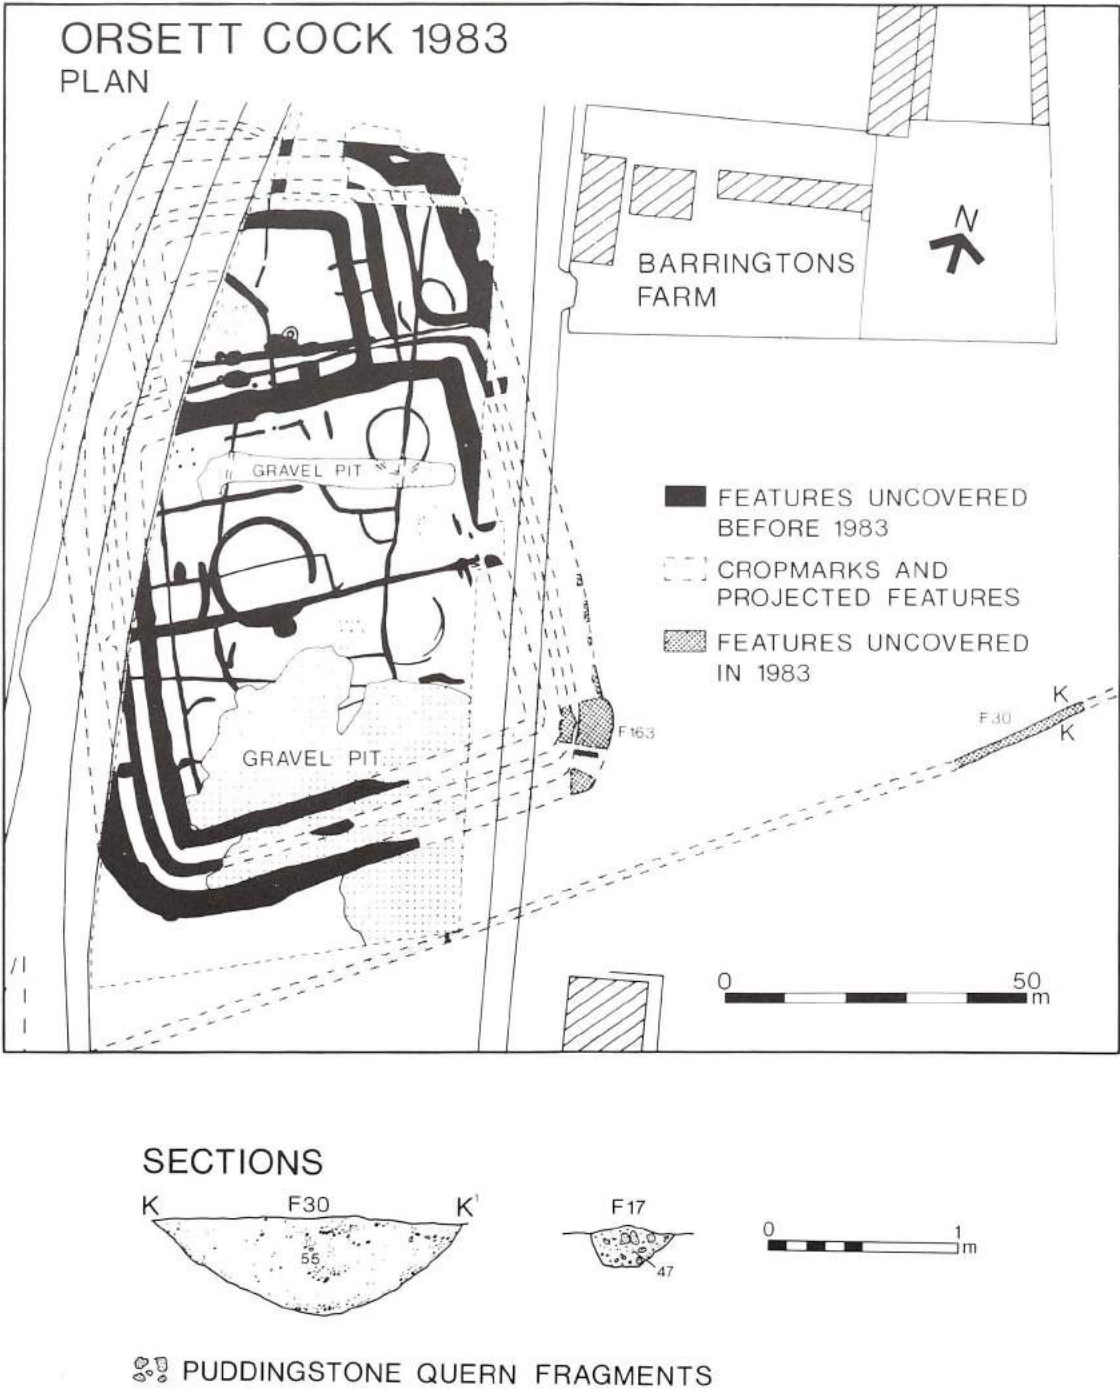 ORSETT COCK 1983
PLAN
N
BARRINGTONS
FARM
GRAVEL PIT
FEATURES UNCOVERED
BEFORE 1983
CROPMARKS AND
PROJECTED FEATURES
FEATURES UNCOVERED
IN 1983
K
F30
K
F163
GRAVEL PIT
0 50
m
SECTIONS
K F30 K'
55
F17
47
0 1
m
PUDDINGSTONE QUERN FRAGMENTS